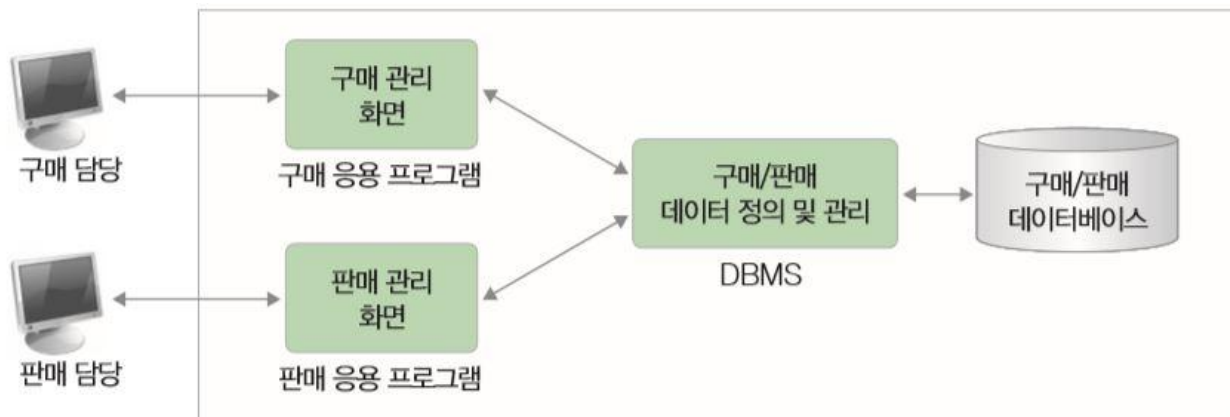 구매 담당
구매 관리
화면
구매 응용 프로그램
구매/판매
데이터 정의 및 관리
DBMS
구매/판매
데이터베이스
판매 담당
판매 관리
화면
판매 응용 프로그램